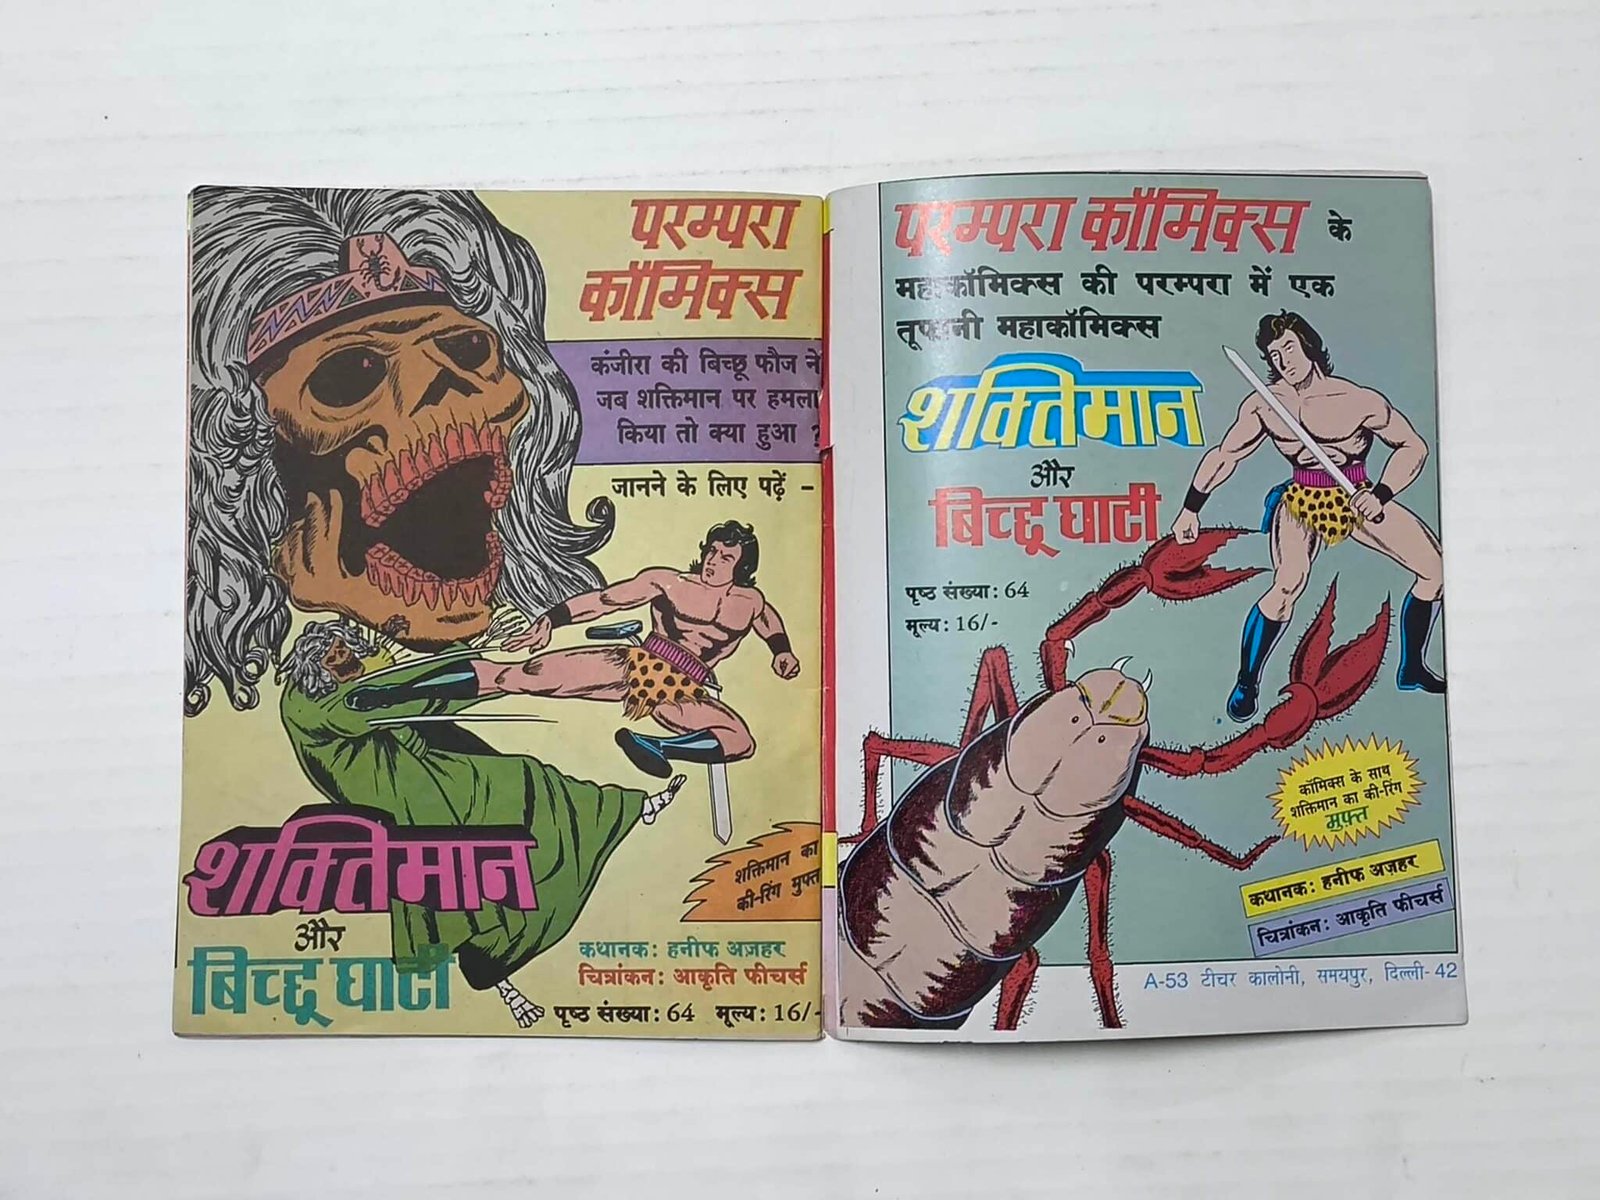 परम्परा
कॉमिक्स
कंजीरा की बिच्छू फौज ने
जब शक्तिमान पर हमला
किया तो क्या हुआ ?
जानने के लिए पढ़ें –
शक्तिमान
और
बिच्छू घाटी
शक्तिमान का
की-रिंग मुफ्त
कथानक: हनीफ अज़हर
चित्रांकन: आकृति फीचर्स
पृष्ठ संख्या: 64 मूल्य: 16/-
परम्परा कॉमिक्स के
महाकॉमिक्स की परम्परा में एक
तूफानी महाकॉमिक्स
शक्तिमान
और
बिच्छू घाटी
पृष्ठ संख्या: 64
मूल्य: 16/-
कॉमिक्स के साथ
शक्तिमान का की-रिंग
मुफ्त
कथानक: हनीफ अज़हर
चित्रांकन: आकृति फीचर्स
A-53 टीचर कालोनी, समयपुर, दिल्ली-42